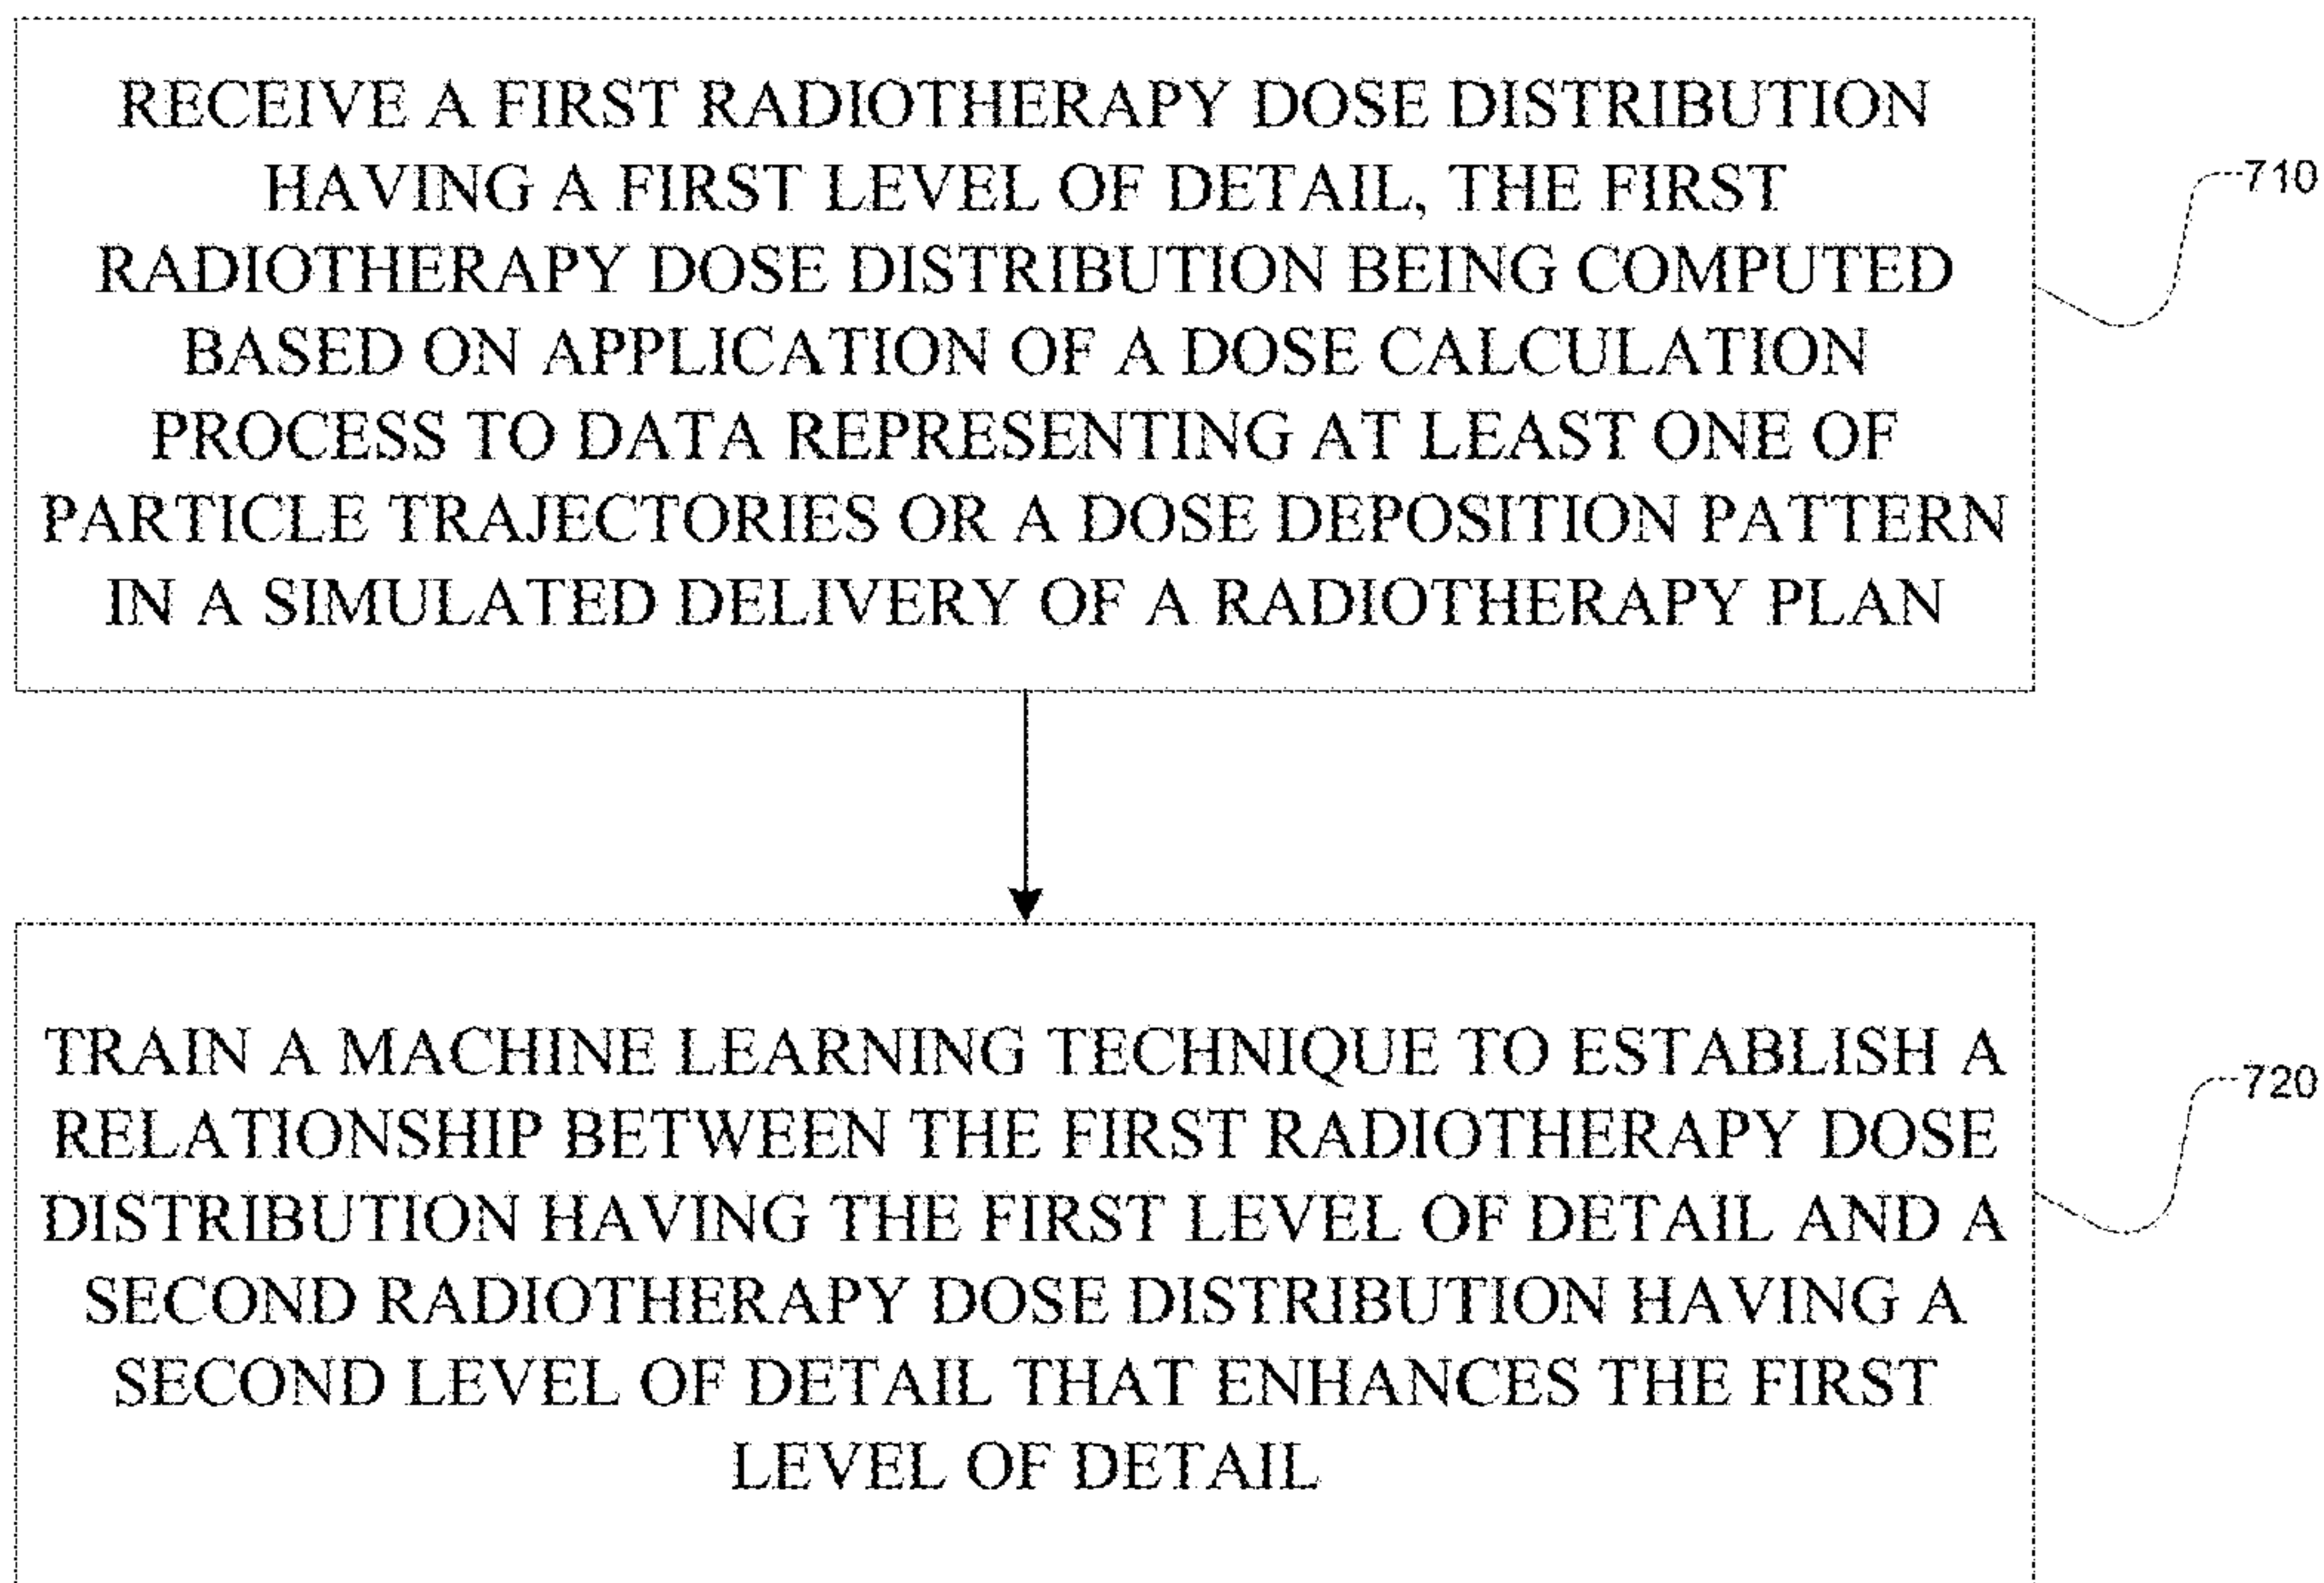 RECEIVE A FIRST RADIOTHERAPY DOSE DISTRIBUTION
HAVING A FIRST LEVEL OF DETAIL, THE FIRST
RADIOTHERAPY DOSE DISTRIBUTION BEING COMPUTED
BASED ON APPLICATION OF A DOSE CALCULATION
PROCESS TO DATA REPRESENTING AT LEAST ONE OF
PARTICLE TRAJECTORIES OR A DOSE DEPOSITION PATTERN
IN A SIMULATED DELIVERY OF A RADIOTHERAPY PLAN
710
TRAIN A MACHINE LEARNING TECHNIQUE TO ESTABLISH A
RELATIONSHIP BETWEEN THE FIRST RADIOTHERAPY DOSE
DISTRIBUTION HAVING THE FIRST LEVEL OF DETAIL AND A
SECOND RADIOTHERAPY DOSE DISTRIBUTION HAVING A
SECOND LEVEL OF DETAIL THAT ENHANCES THE FIRST
LEVEL OF DETAIL
720